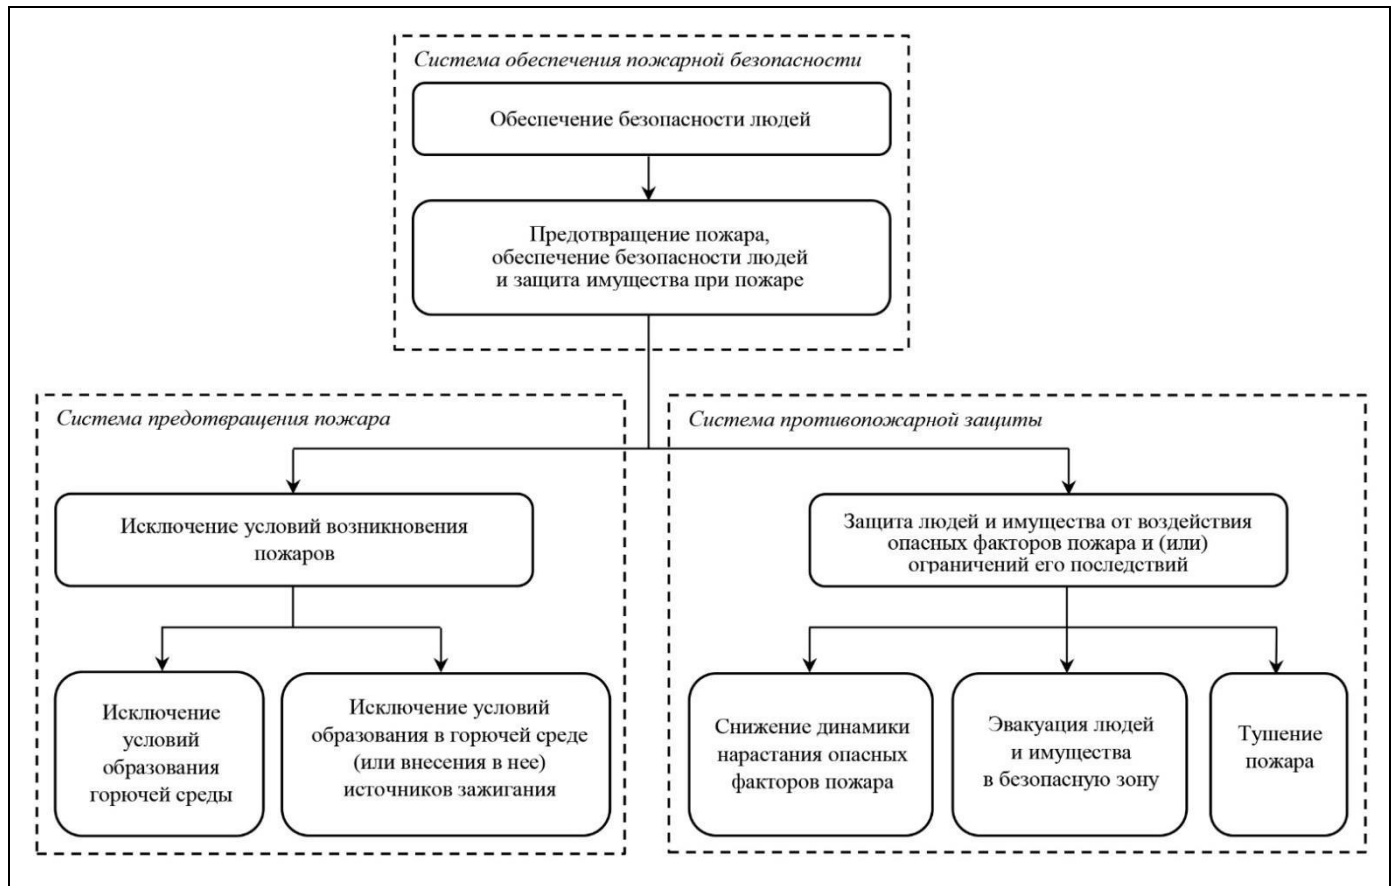 Система обеспечения пожарной безопасности
Обеспечение безопасности людей
Предотвращение пожара,
обеспечение безопасности людей
и защита имущества при пожаре
Система предотвращения пожара
Исключение условий возникновения
пожаров
Исключение
условий
образования
горючей среды
Исключение условий
образования в горючей среде
(или внесения в нее)
источников зажигания
Система противопожарной защиты
Защита людей и имущества от воздействия
опасных факторов пожара и (или)
ограничений его последствий
Снижение динамики
нарастания опасных
факторов пожара
Эвакуация людей
и имущества
в безопасную зону
Тушение
пожара